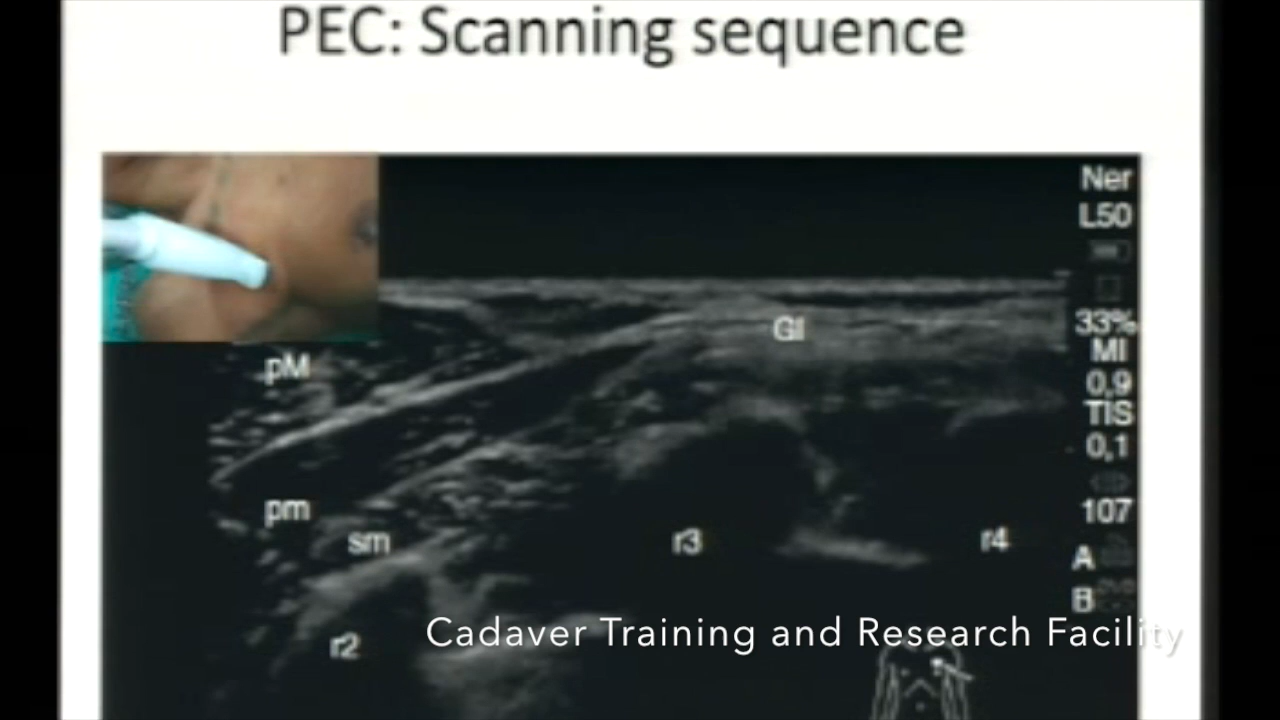 PEC: Scanning sequence
Ner
L50
GI
33%
MI
pM
0,9
TIS
0,1
pm
107
sm
r3
r4
A
B
r2
Cadaver Training and Research Facility